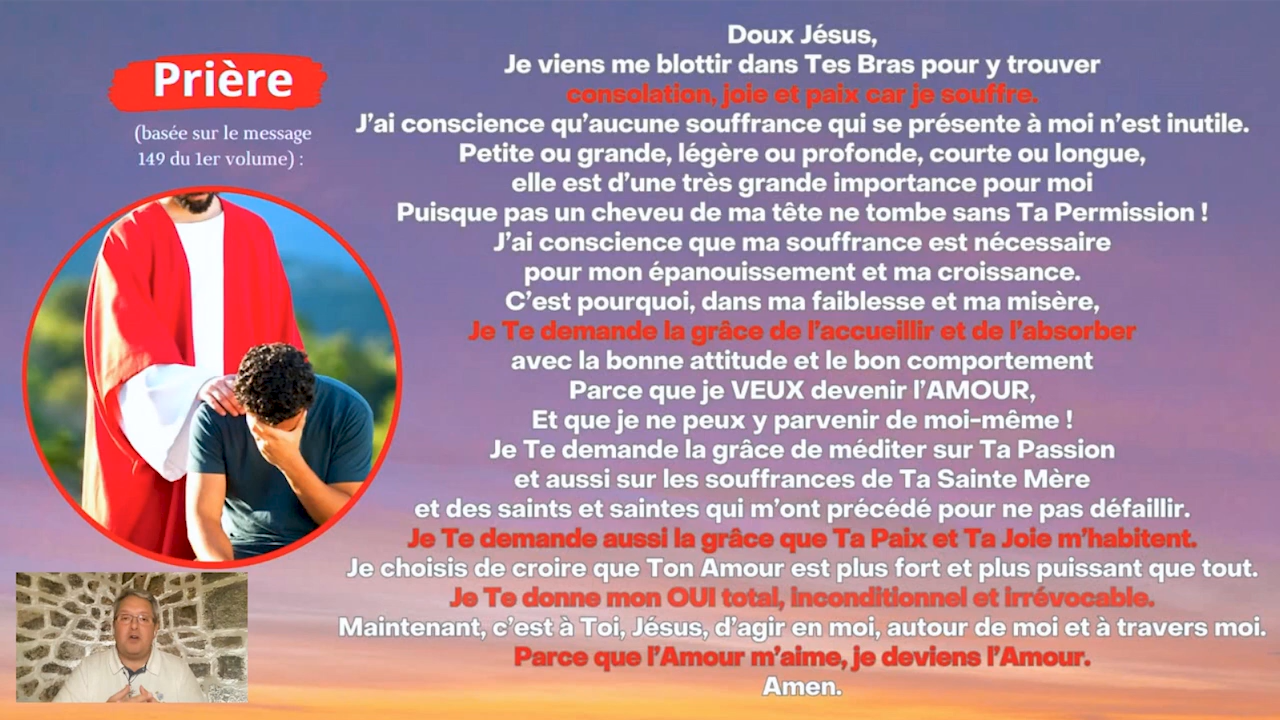 Prière
(basée sur le message
149 du 1er volume) :
Doux Jésus,
Je viens me blottir dans Tes Bras pour y trouver
consolation, joie et paix car je souffre.
J'ai conscience qu'aucune souffrance qui se présente à moi n'est inutile.
Petite ou grande, légère ou profonde, courte ou longue,
elle est d'une très grande importance pour moi
Puisque pas un cheveu de ma tête ne tombe sans Ta Permission !
J'ai conscience que ma souffrance est nécessaire
pour mon épanouissement et ma croissance.
C'est pourquoi, dans ma faiblesse et ma misère,
Je Te demande la grâce de l'accueillir et de l'absorber
avec la bonne attitude et le bon comportement
Parce que je VEUX devenir l'AMOUR,
Et que je ne peux y parvenir de moi-même !
Je Te demande la grâce de méditer sur Ta Passion
et aussi sur les souffrances de Ta Sainte Mère
et des saints et saintes qui m'ont précédé pour ne pas défaillir.
Je Te demande aussi la grâce que Ta Paix et Ta Joie m'habitent.
Je choisis de croire que Ton Amour est plus fort et plus puissant que tout.
Je Te donne mon OUI total, inconditionnel et irrévocable.
Maintenant, c'est à Toi, Jésus, d'agir en moi, autour de moi et à travers moi.
Parce que l'Amour m'aime, je deviens l'Amour.
Amen.